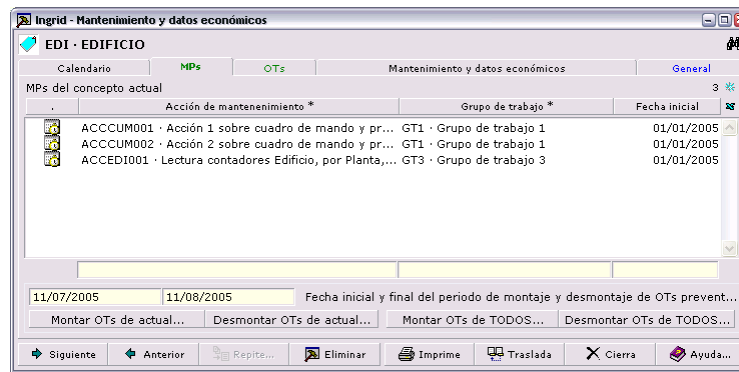 Ingrid - Mantenimiento y datos económicos
EDI · EDIFICIO
Calendario MPs OTs Mantenimiento y datos económicos General
MPs del concepto actual 3
. Acción de mantenenimiento * Grupo de trabajo * Fecha inicial
ACCCUM001 · Acción 1 sobre cuadro de mando y pr... GT1 · Grupo de trabajo 1 01/01/2005
ACCCUM002 · Acción 2 sobre cuadro de mando y pr... GT1 · Grupo de trabajo 1 01/01/2005
ACCEDI001 · Lectura contadores Edificio, por Planta,... GT3 · Grupo de trabajo 3 01/01/2005
11/07/2005 11/08/2005 Fecha inicial y final del periodo de montaje y desmontaje de OTs prevent...
Montar OTs de actual... Desmontar OTs de actual... Montar OTs de TODOS... Desmontar OTs de TODOS...
Siguiente Anterior Repite... Eliminar Imprime Traslada Cierra Ayuda...